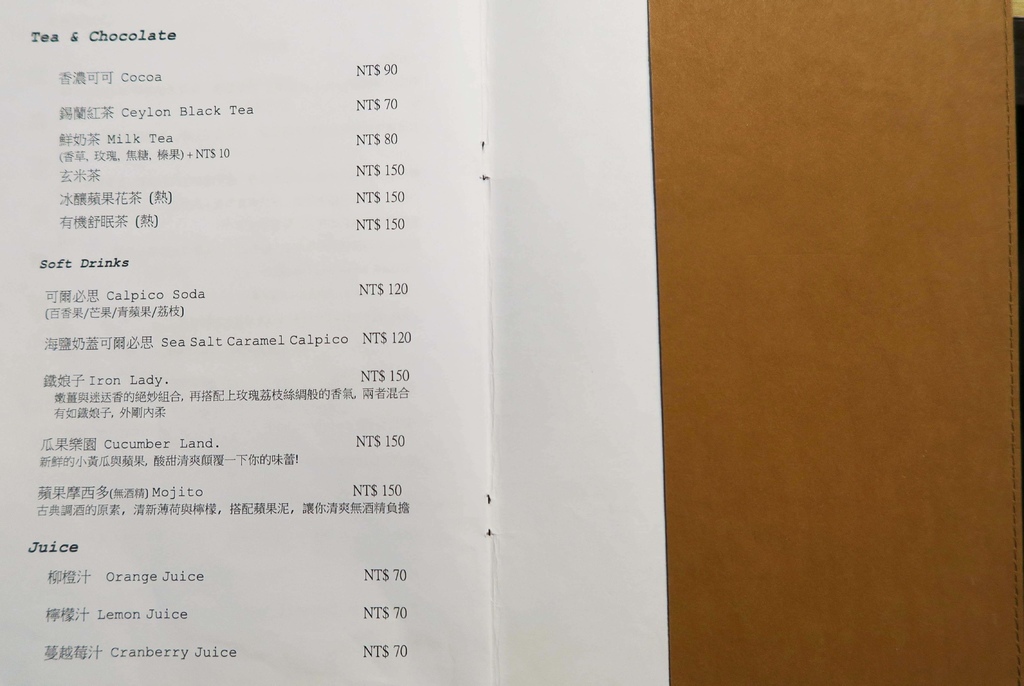 Tea & Chocolate
香濃可可 Cocoa NT$ 90
錫蘭紅茶 Ceylon Black Tea NT$ 70
鮮奶茶 Milk Tea NT$ 80
(香草, 玫瑰, 焦糖, 榛果) + NT$ 10
玄米茶 NT$ 150
冰釀蘋果花茶 (熱) NT$ 150
有機舒眠茶 (熱) NT$ 150
Soft Drinks
可爾必思 Calpico Soda NT$ 120
(百香果/芒果/青蘋果/荔枝)
海鹽奶蓋可爾必思 Sea Salt Caramel Calpico NT$ 120
鐵娘子 Iron Lady. NT$ 150
嫩薑與迷迭香的絕妙組合, 再搭配上玫瑰荔枝絲綢般的香氣, 兩者混合
有如鐵娘子, 外剛內柔
瓜果樂園 Cucumber Land. NT$ 150
新鮮的小黃瓜與蘋果, 酸甜清爽顛覆一下你的味蕾!
蘋果摩西多(無酒精) Mojito NT$ 150
古典調酒的原素, 清新薄荷與檸檬, 搭配蘋果泥, 讓你清爽無酒精負擔
Juice
柳橙汁 Orange Juice NT$ 70
檸檬汁 Lemon Juice NT$ 70
蔓越莓汁 Cranberry Juice NT$ 70